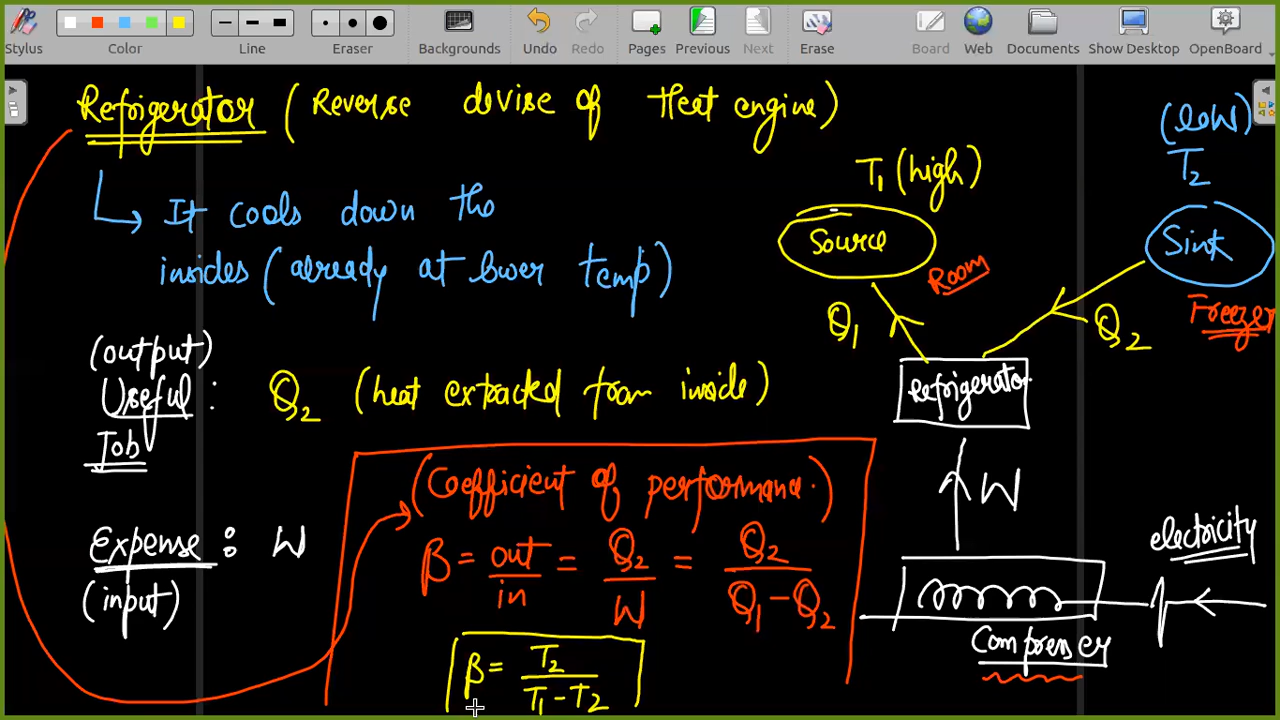 Stylus Color Line Eraser Backgrounds Undo Redo Pages Previous Next Erase Board Web Documents Show Desktop OpenBoard
Refrigerator (Reverse devise of Heat engine)
It cools down the
insides (already at lower temp)
(output)
Useful : Q2 (heat extracted from inside)
Job
Expense : W
(input)
(Coefficient of performance.)
β = out/in = Q2/W = Q2/(Q1-Q2)
β = T2/(T1-T2)
T1 (high)
Source
Room
Q1
(low)
T2
Sink
Freezer
Q2
Refrigerator
W
electricity
Compresser